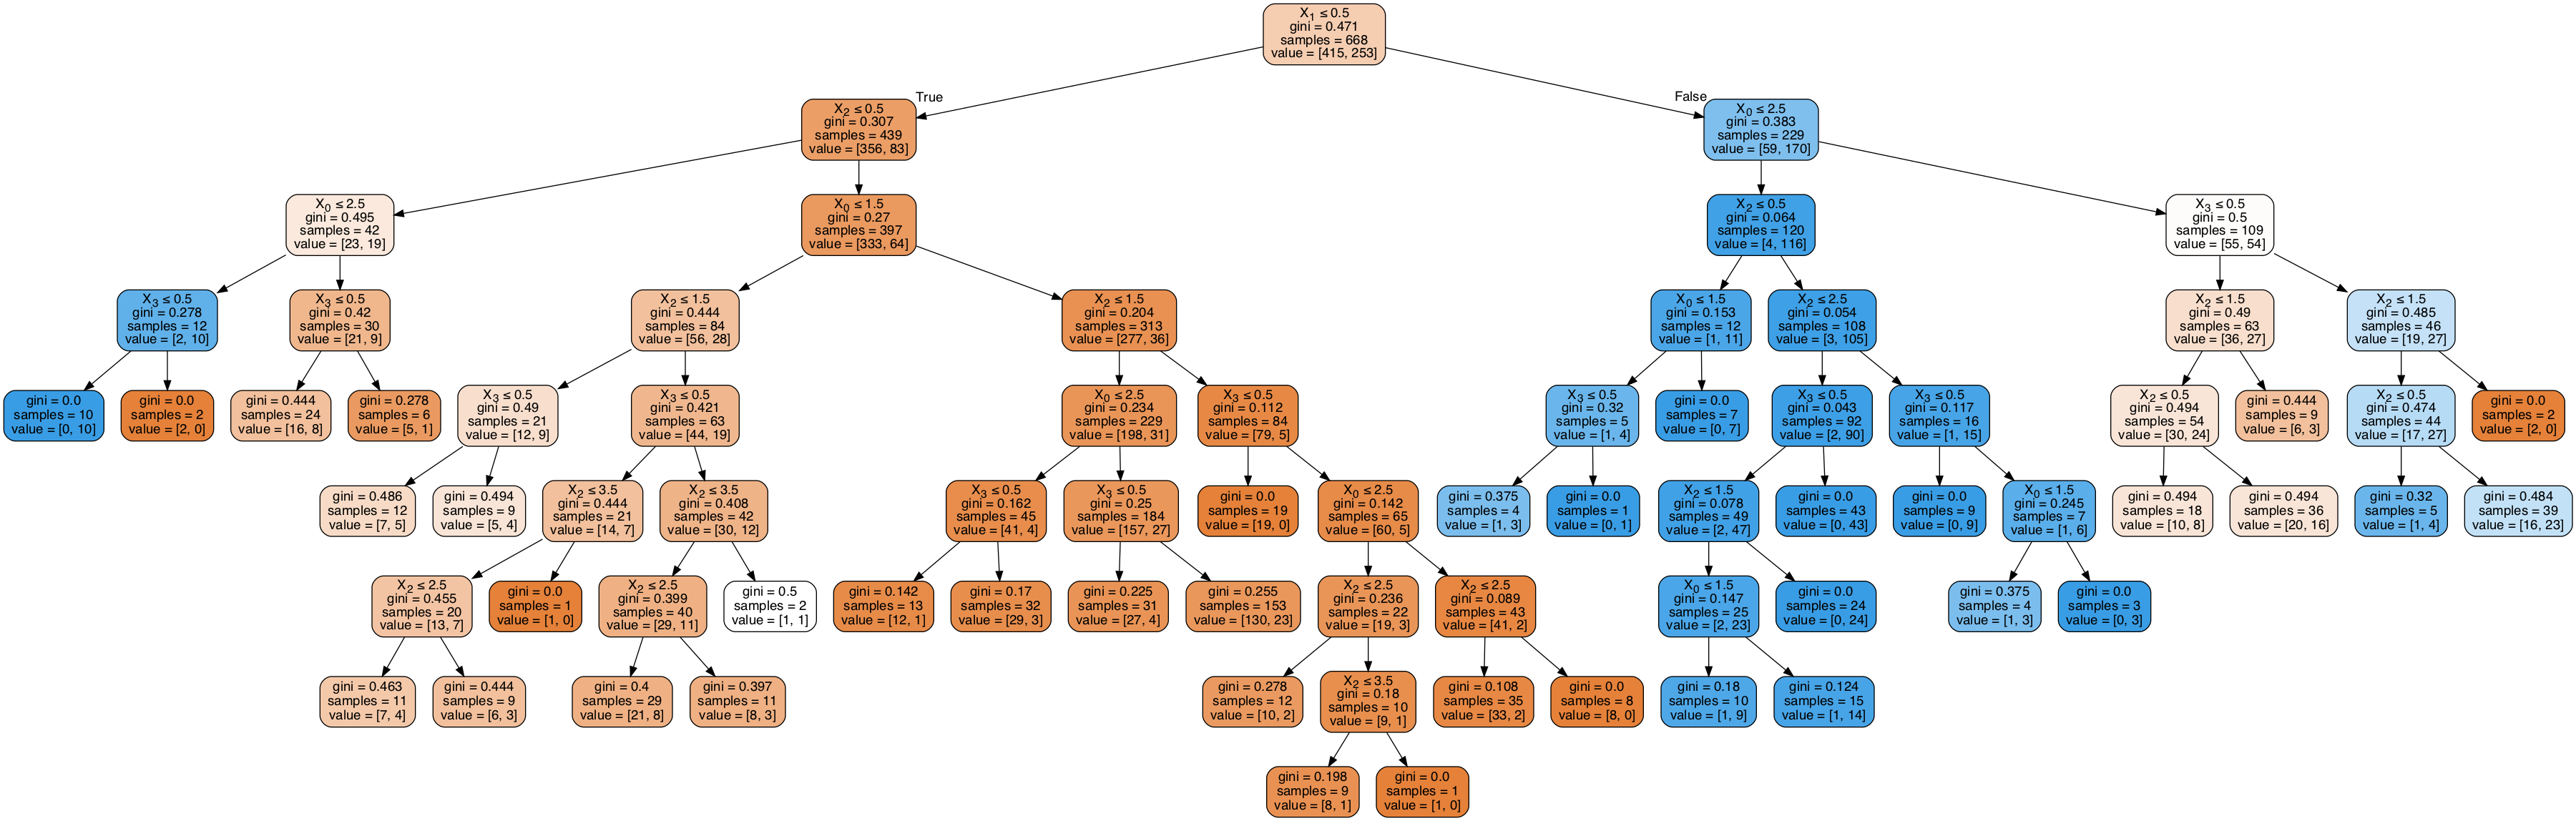 X1 ≤ 0.5
gini = 0.471
samples = 668
value = [415, 253]
True
False
X2 ≤ 0.5
gini = 0.307
samples = 439
value = [356, 83]
X0 ≤ 2.5
gini = 0.383
samples = 229
value = [59, 170]
X0 ≤ 2.5
gini = 0.495
samples = 42
value = [23, 19]
X0 ≤ 1.5
gini = 0.27
samples = 397
value = [333, 64]
X2 ≤ 0.5
gini = 0.064
samples = 120
value = [4, 116]
X3 ≤ 0.5
gini = 0.5
samples = 109
value = [55, 54]
X3 ≤ 0.5
gini = 0.278
samples = 12
value = [2, 10]
X3 ≤ 0.5
gini = 0.42
samples = 30
value = [21, 9]
X2 ≤ 1.5
gini = 0.444
samples = 84
value = [56, 28]
X2 ≤ 1.5
gini = 0.204
samples = 313
value = [277, 36]
X0 ≤ 1.5
gini = 0.153
samples = 12
value = [1, 11]
X2 ≤ 2.5
gini = 0.054
samples = 108
value = [3, 105]
X2 ≤ 1.5
gini = 0.49
samples = 63
value = [36, 27]
X2 ≤ 1.5
gini = 0.485
samples = 46
value = [19, 27]
gini = 0.0
samples = 10
value = [0, 10]
gini = 0.0
samples = 2
value = [2, 0]
gini = 0.444
samples = 24
value = [16, 8]
gini = 0.278
samples = 6
value = [5, 1]
X3 ≤ 0.5
gini = 0.49
samples = 21
value = [12, 9]
X3 ≤ 0.5
gini = 0.421
samples = 63
value = [44, 19]
X0 ≤ 2.5
gini = 0.234
samples = 229
value = [198, 31]
X3 ≤ 0.5
gini = 0.112
samples = 84
value = [79, 5]
X3 ≤ 0.5
gini = 0.32
samples = 5
value = [1, 4]
gini = 0.0
samples = 7
value = [0, 7]
X3 ≤ 0.5
gini = 0.043
samples = 92
value = [2, 90]
X3 ≤ 0.5
gini = 0.117
samples = 16
value = [1, 15]
X2 ≤ 0.5
gini = 0.494
samples = 54
value = [30, 24]
gini = 0.444
samples = 9
value = [6, 3]
X2 ≤ 0.5
gini = 0.474
samples = 44
value = [17, 27]
gini = 0.0
samples = 2
value = [2, 0]
gini = 0.486
samples = 12
value = [7, 5]
gini = 0.494
samples = 9
value = [5, 4]
X2 ≤ 3.5
gini = 0.444
samples = 21
value = [14, 7]
X2 ≤ 3.5
gini = 0.408
samples = 42
value = [30, 12]
X3 ≤ 0.5
gini = 0.162
samples = 45
value = [41, 4]
X3 ≤ 0.5
gini = 0.25
samples = 184
value = [157, 27]
gini = 0.0
samples = 19
value = [19, 0]
X0 ≤ 2.5
gini = 0.142
samples = 65
value = [60, 5]
gini = 0.375
samples = 4
value = [1, 3]
gini = 0.0
samples = 1
value = [0, 1]
X2 ≤ 1.5
gini = 0.078
samples = 49
value = [2, 47]
gini = 0.0
samples = 43
value = [0, 43]
gini = 0.0
samples = 9
value = [0, 9]
X0 ≤ 1.5
gini = 0.245
samples = 7
value = [1, 6]
gini = 0.494
samples = 18
value = [10, 8]
gini = 0.494
samples = 36
value = [20, 16]
gini = 0.32
samples = 5
value = [1, 4]
gini = 0.484
samples = 39
value = [16, 23]
X2 ≤ 2.5
gini = 0.455
samples = 20
value = [13, 7]
gini = 0.0
samples = 1
value = [1, 0]
X2 ≤ 2.5
gini = 0.399
samples = 40
value = [29, 11]
gini = 0.5
samples = 2
value = [1, 1]
gini = 0.142
samples = 13
value = [12, 1]
gini = 0.17
samples = 32
value = [29, 3]
gini = 0.225
samples = 31
value = [27, 4]
gini = 0.255
samples = 153
value = [130, 23]
X2 ≤ 2.5
gini = 0.236
samples = 22
value = [19, 3]
X2 ≤ 2.5
gini = 0.089
samples = 43
value = [41, 2]
X0 ≤ 1.5
gini = 0.147
samples = 25
value = [2, 23]
gini = 0.0
samples = 24
value = [0, 24]
gini = 0.375
samples = 4
value = [1, 3]
gini = 0.0
samples = 3
value = [0, 3]
gini = 0.463
samples = 11
value = [7, 4]
gini = 0.444
samples = 9
value = [6, 3]
gini = 0.4
samples = 29
value = [21, 8]
gini = 0.397
samples = 11
value = [8, 3]
gini = 0.278
samples = 12
value = [10, 2]
X2 ≤ 3.5
gini = 0.18
samples = 10
value = [9, 1]
gini = 0.108
samples = 35
value = [33, 2]
gini = 0.0
samples = 8
value = [8, 0]
gini = 0.18
samples = 10
value = [1, 9]
gini = 0.124
samples = 15
value = [1, 14]
gini = 0.198
samples = 9
value = [8, 1]
gini = 0.0
samples = 1
value = [1, 0]